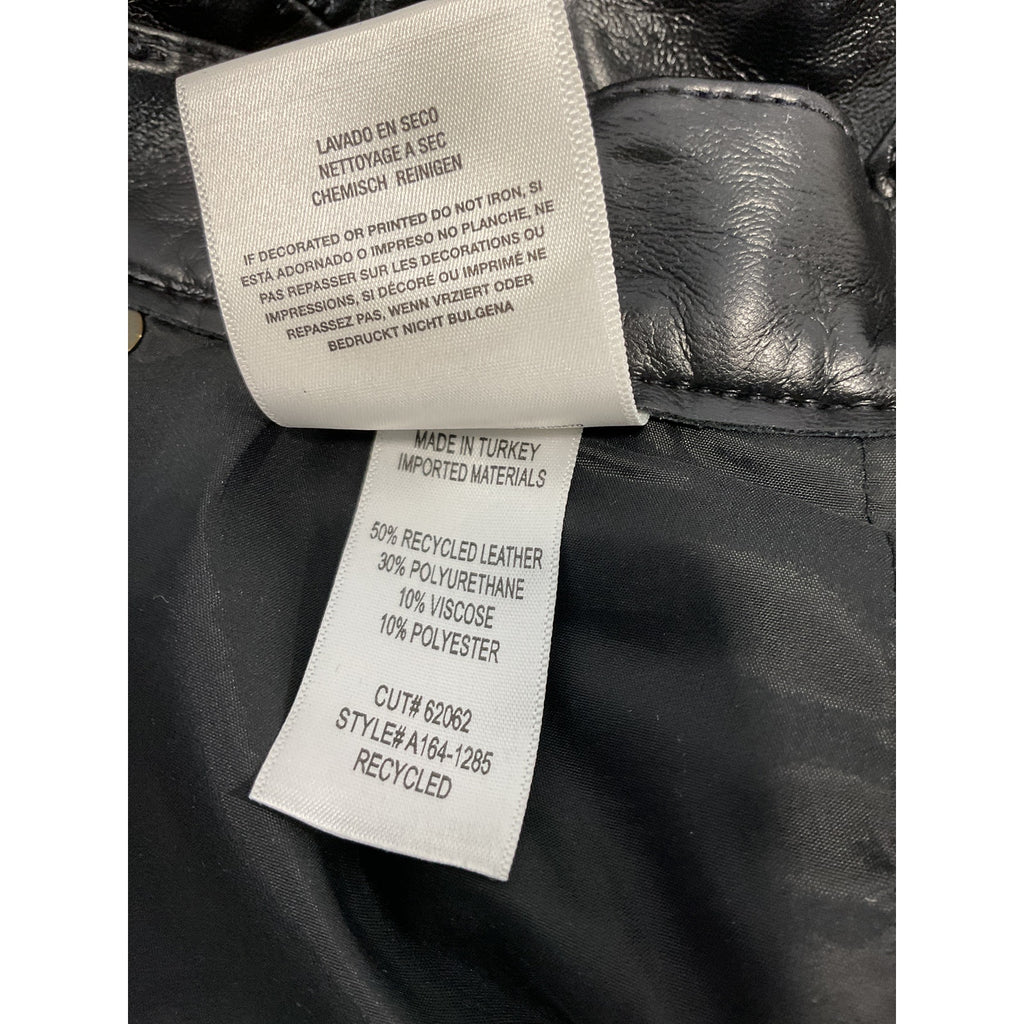 LAVADO EN SECO
NETTOYAGE A SEC
CHEMISCH REINIGEN
IF DECORATED OR PRINTED DO NOT IRON, SI
ESTÀ ADORNADO O IMPRESO NO PLANCHE, NE
PAS REPASSER SUR LES DECORATIONS OU
IMPRESSIONS, SI DÉCORÉ OU IMPRIMÉ NE
REPASSEZ PAS, WENN VRZIERT ODER
BEDRUCKT NICHT BULGENA
MADE IN TURKEY
IMPORTED MATERIALS
50% RECYCLED LEATHER
30% POLYURETHANE
10% VISCOSE
10% POLYESTER
CUT# 62062
STYLE# A164-1285
RECYCLED